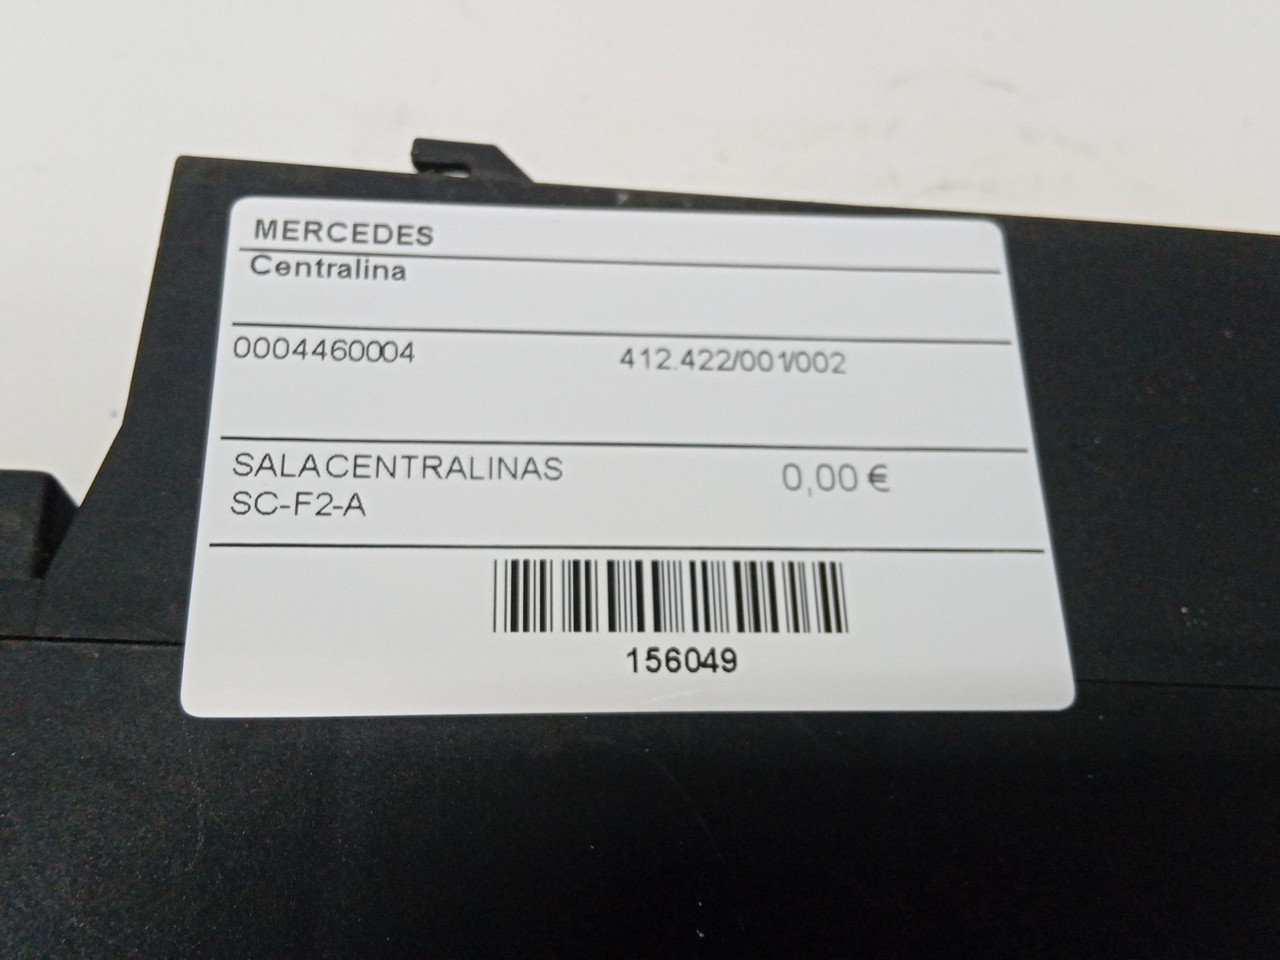 MERCEDES
Centralina
0004460004 412.422/001/002
SALACENTRALINAS 0,00 €
SC-F2-A
156049